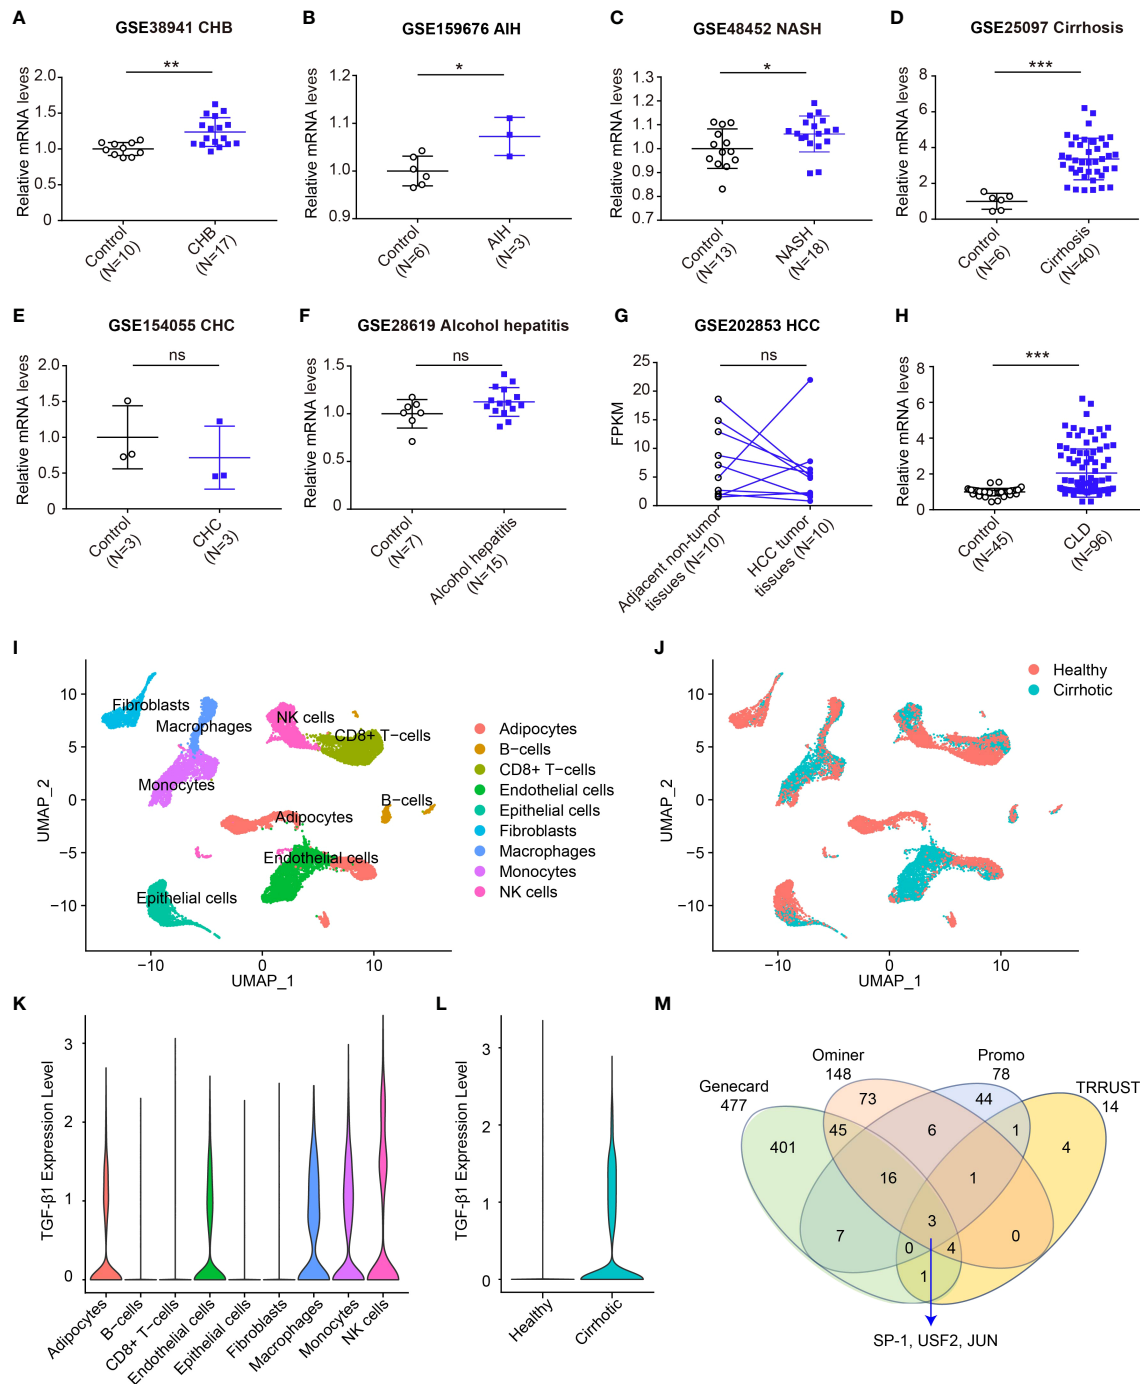 A
GSE38941 CHB
Relative mRNA leves
2.0
1.5
1.0
0.5
0
**
Control
(N=10)
CHB
(N=17)
B
GSE159676 AIH
Relative mRNA leves
1.2
1.1
1.0
0.9
*
Control
(N=6)
AIH
(N=3)
C
GSE48452 NASH
Relative mRNA leves
1.3
1.2
1.1
1.0
0.9
0.8
0.7
*
Control
(N=13)
NASH
(N=18)
D
GSE25097 Cirrhosis
Relative mRNA leves
8
6
4
2
0
***
Control
(N=6)
Cirrhosis
(N=40)
E
GSE154055 CHC
Relative mRNA leves
2.0
1.5
1.0
0.5
0
ns
Control
(N=3)
CHC
(N=3)
F
GSE28619 Alcohol hepatitis
Relative mRNA leves
1.5
1.0
0.5
0
ns
Control
(N=7)
Alcohol hepatitis
(N=15)
G
GSE202853 HCC
FPKM
25
20
15
10
5
0
ns
Adjacent non-tumor
tissues (N=10)
HCC tumor
tissues (N=10)
H
Relative mRNA leves
8
6
4
2
0
***
Control
(N=45)
CLD
(N=96)
I
UMAP_2
10
5
0
−5
−10
−10
0
10
UMAP_1
Fibroblasts
Macrophages
NK cells
CD8+ T−cells
Monocytes
B−cells
Adipocytes
Endothelial cells
Epithelial cells
Adipocytes
B−cells
CD8+ T−cells
Endothelial cells
Epithelial cells
Fibroblasts
Macrophages
Monocytes
NK cells
J
Healthy
Cirrhotic
UMAP_2
10
5
0
−5
−10
−10
0
10
UMAP_1
K
TGF-β1 Expression Level
3
2
1
0
Adipocytes
B−cells
CD8+ T−cells
Endothelial cells
Epithelial cells
Fibroblasts
Macrophages
Monocytes
NK cells
L
TGF-β1 Expression Level
3
2
1
0
Healthy
Cirrhotic
M
Ominer
148
Promo
78
Genecard
477
TRRUST
14
73
44
45
6
1
401
4
16
1
3
7
0
4
0
1
SP-1, USF2, JUN